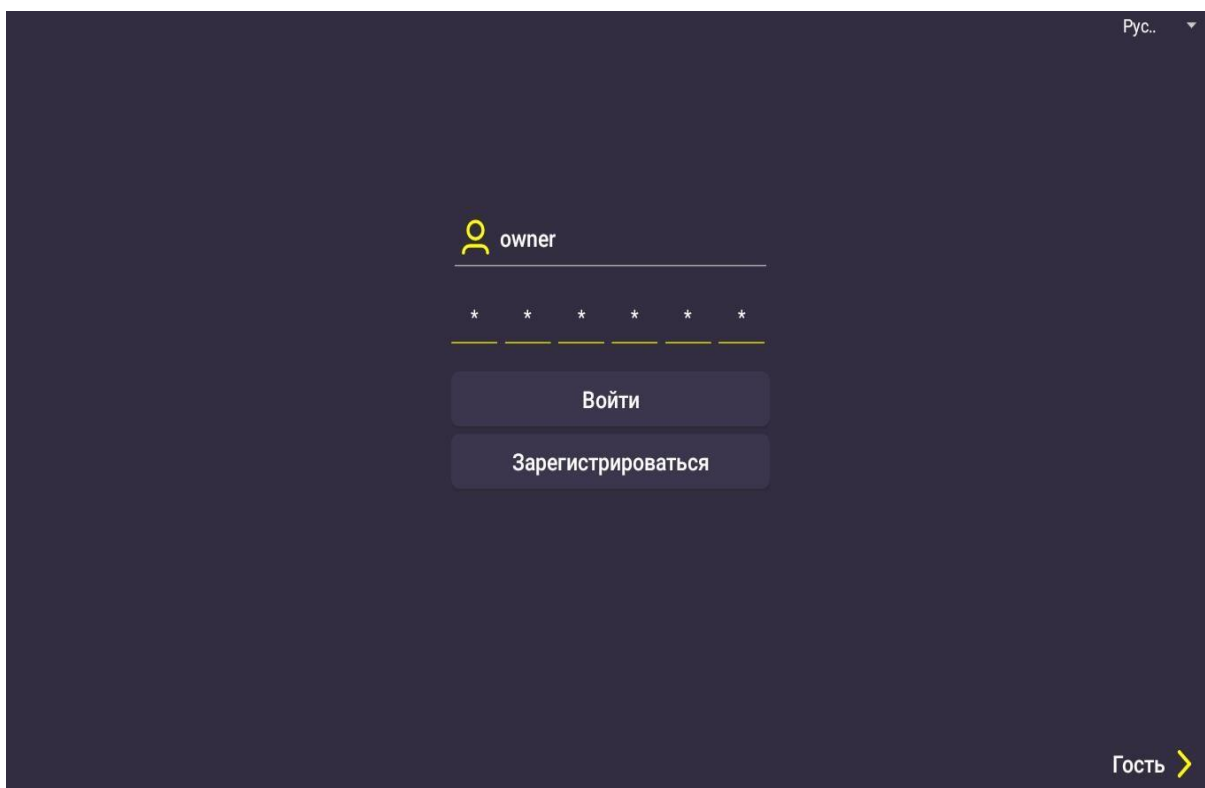 Рус..
owner
* * * * * *
Войти
Зарегистрироваться
Гость